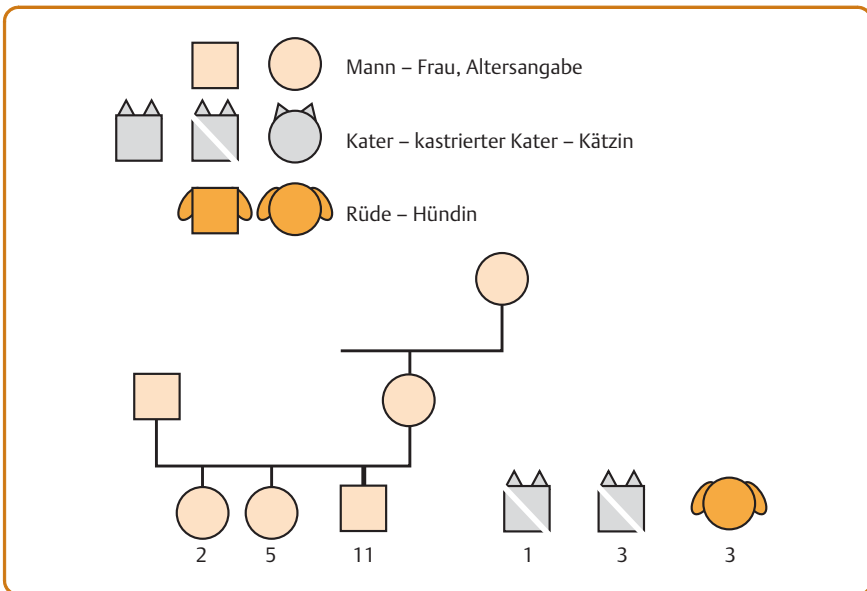 Mann – Frau, Altersangabe
Kater – kastrierter Kater – Kätzin
Rüde – Hündin
2 5 11 1 3 3